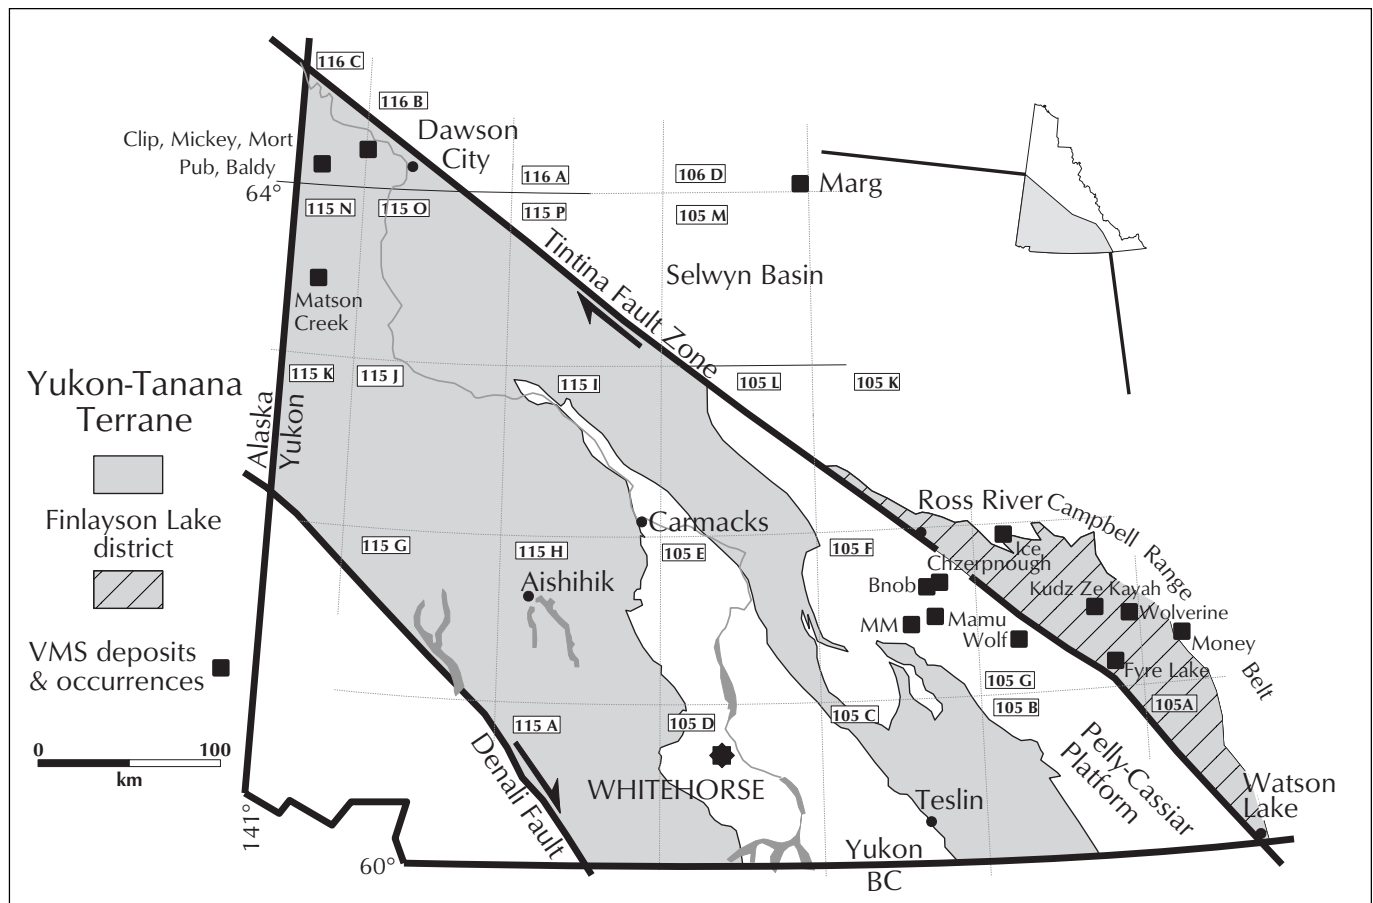 116 C
116 B
Clip, Mickey, Mort
Pub, Baldy
Dawson
City
64°
116 A
106 D
Marg
115 N
115 O
115 P
105 M
Tintina Fault Zone
Selwyn Basin
Matson
Creek
115 K
115 J
115 I
105 L
105 K
Yukon-Tanana
Terrane
Alaska
Yukon
Finlayson Lake
district
VMS deposits
& occurrences
0
100
km
Carmacks
Ross River
Campbell Range
Belt
115 G
115 H
105 E
105 F
Ice
Chzerpnough
Aishihik
Bnob
Kudz Ze Kayah
Wolverine
MM
Mamu
Wolf
Money
Fyre Lake
105 G
105 B
105A
115 A
105 D
105 C
Denali Fault
WHITEHORSE
Pelly-Cassiar
Platform
Teslin
Watson
Lake
141°
60°
Yukon
BC